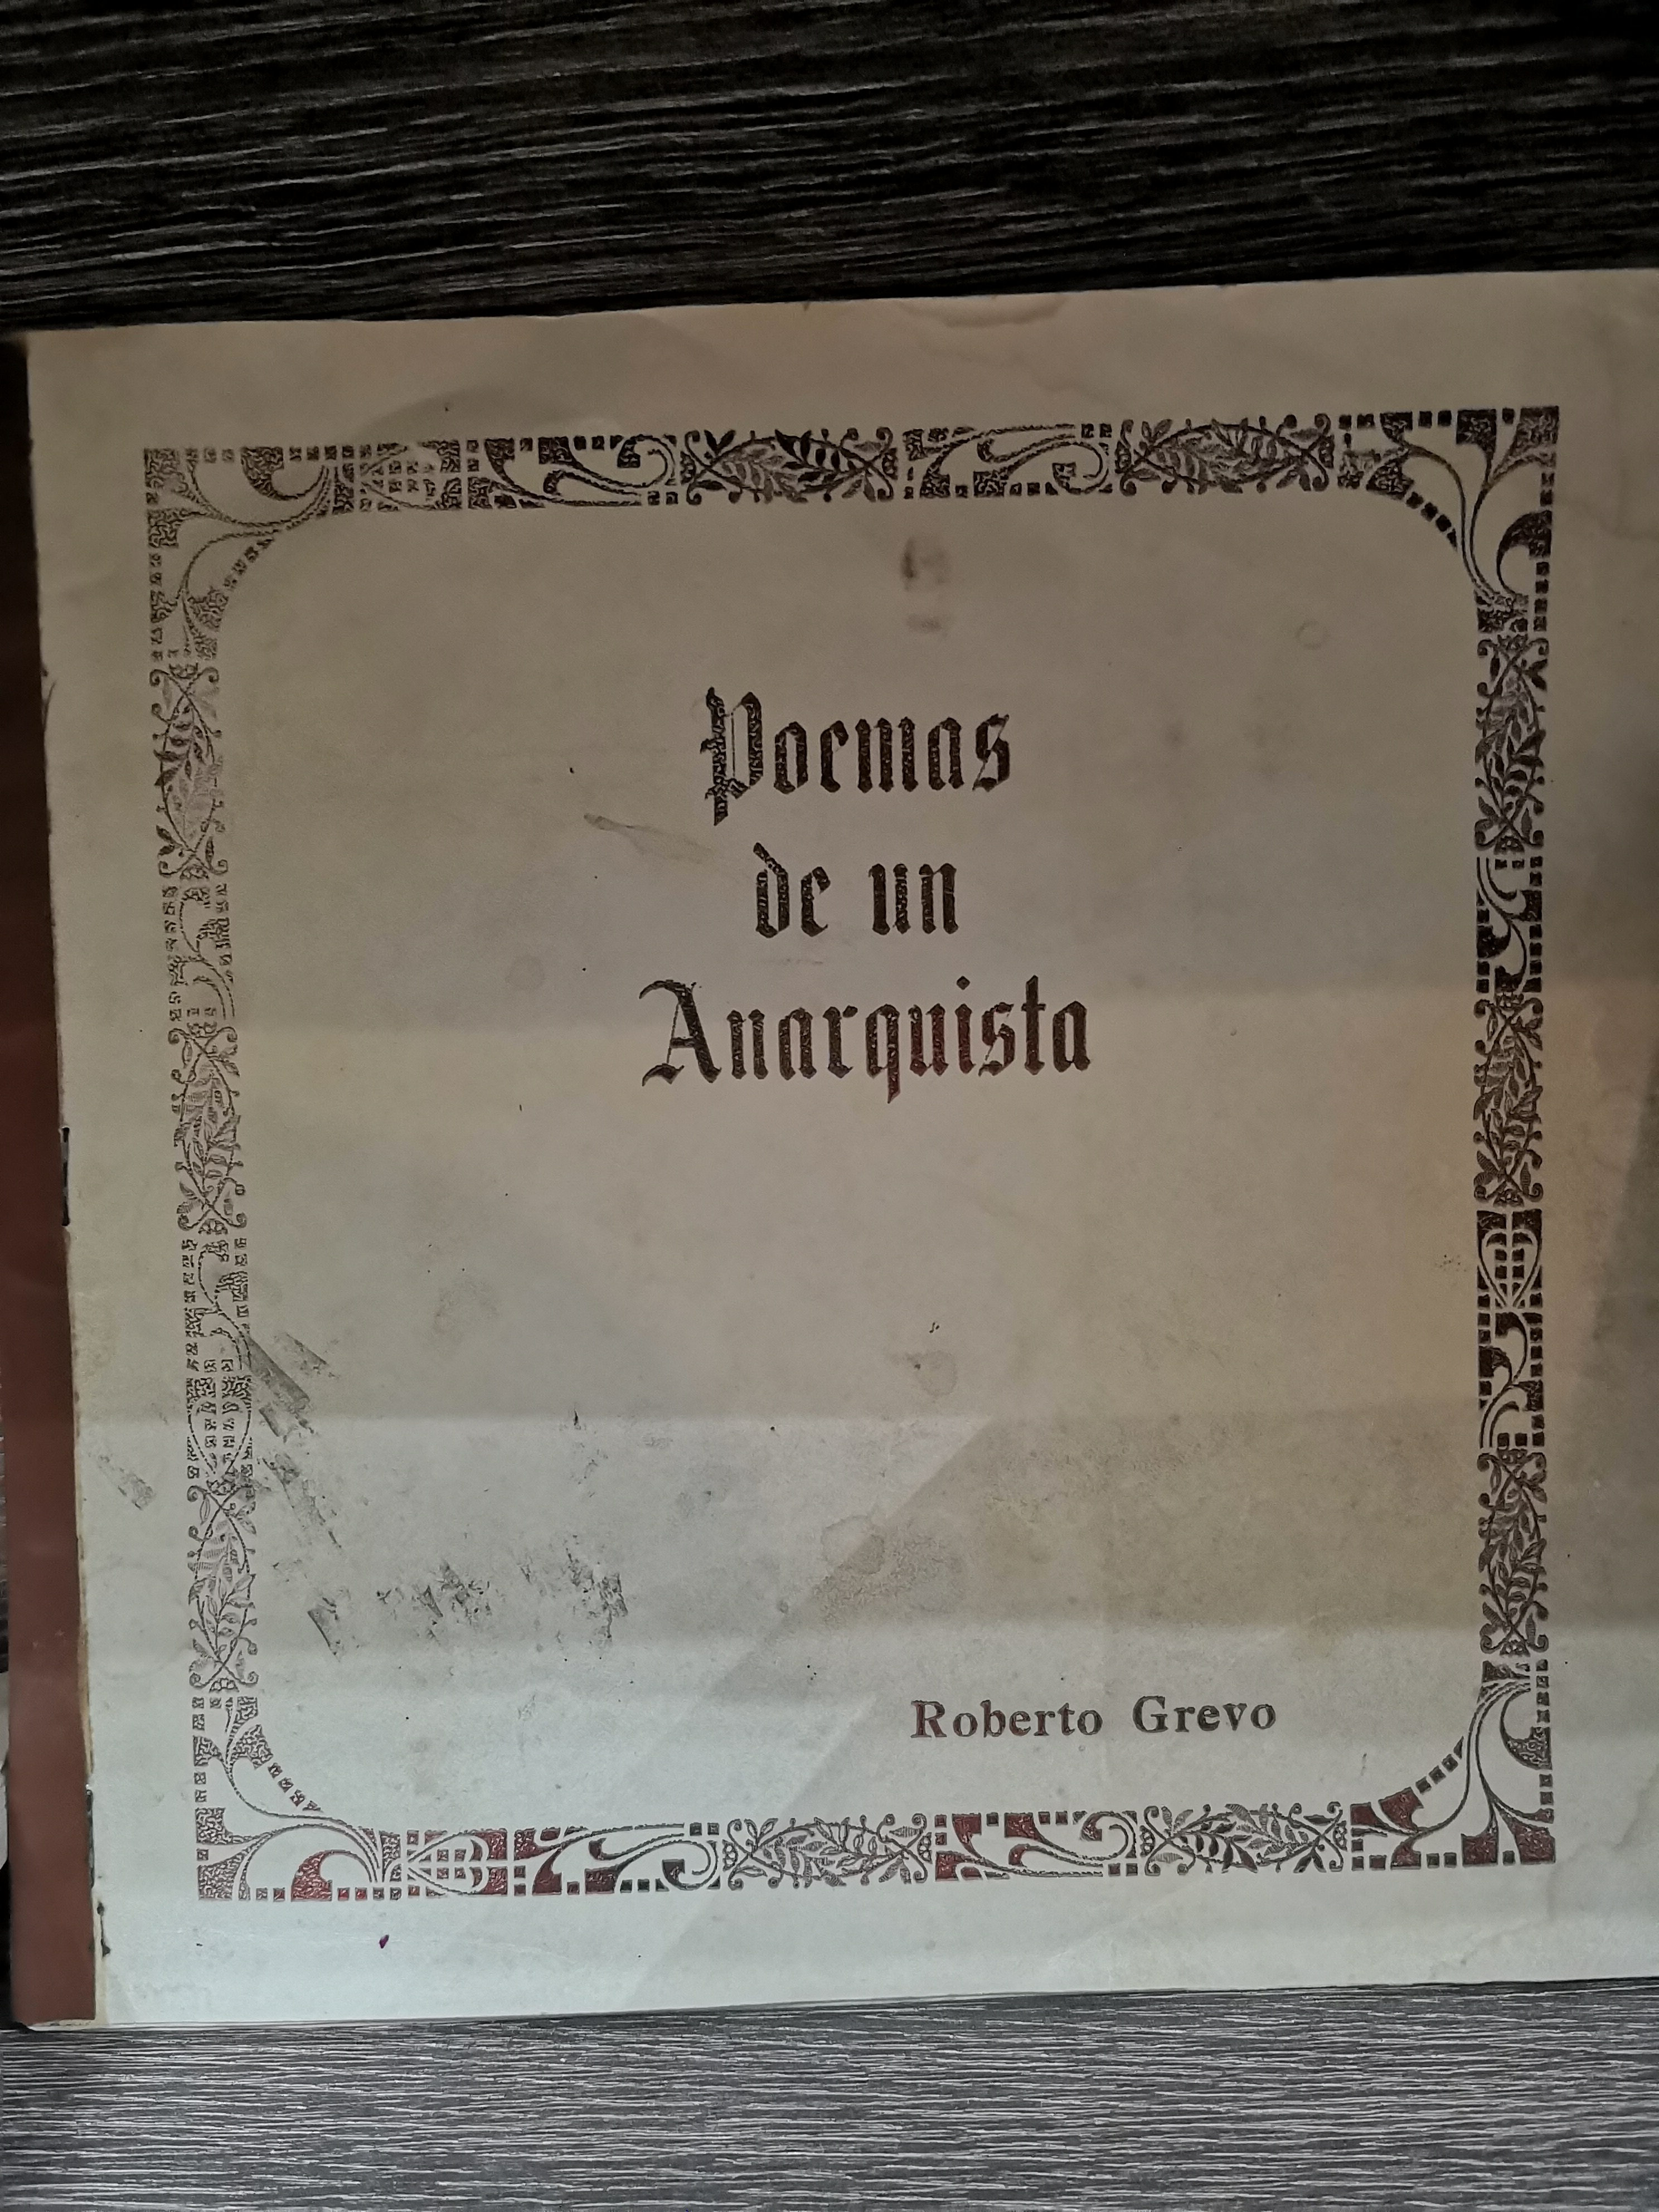 Poemas
de un
Anarquista
Roberto Grevo